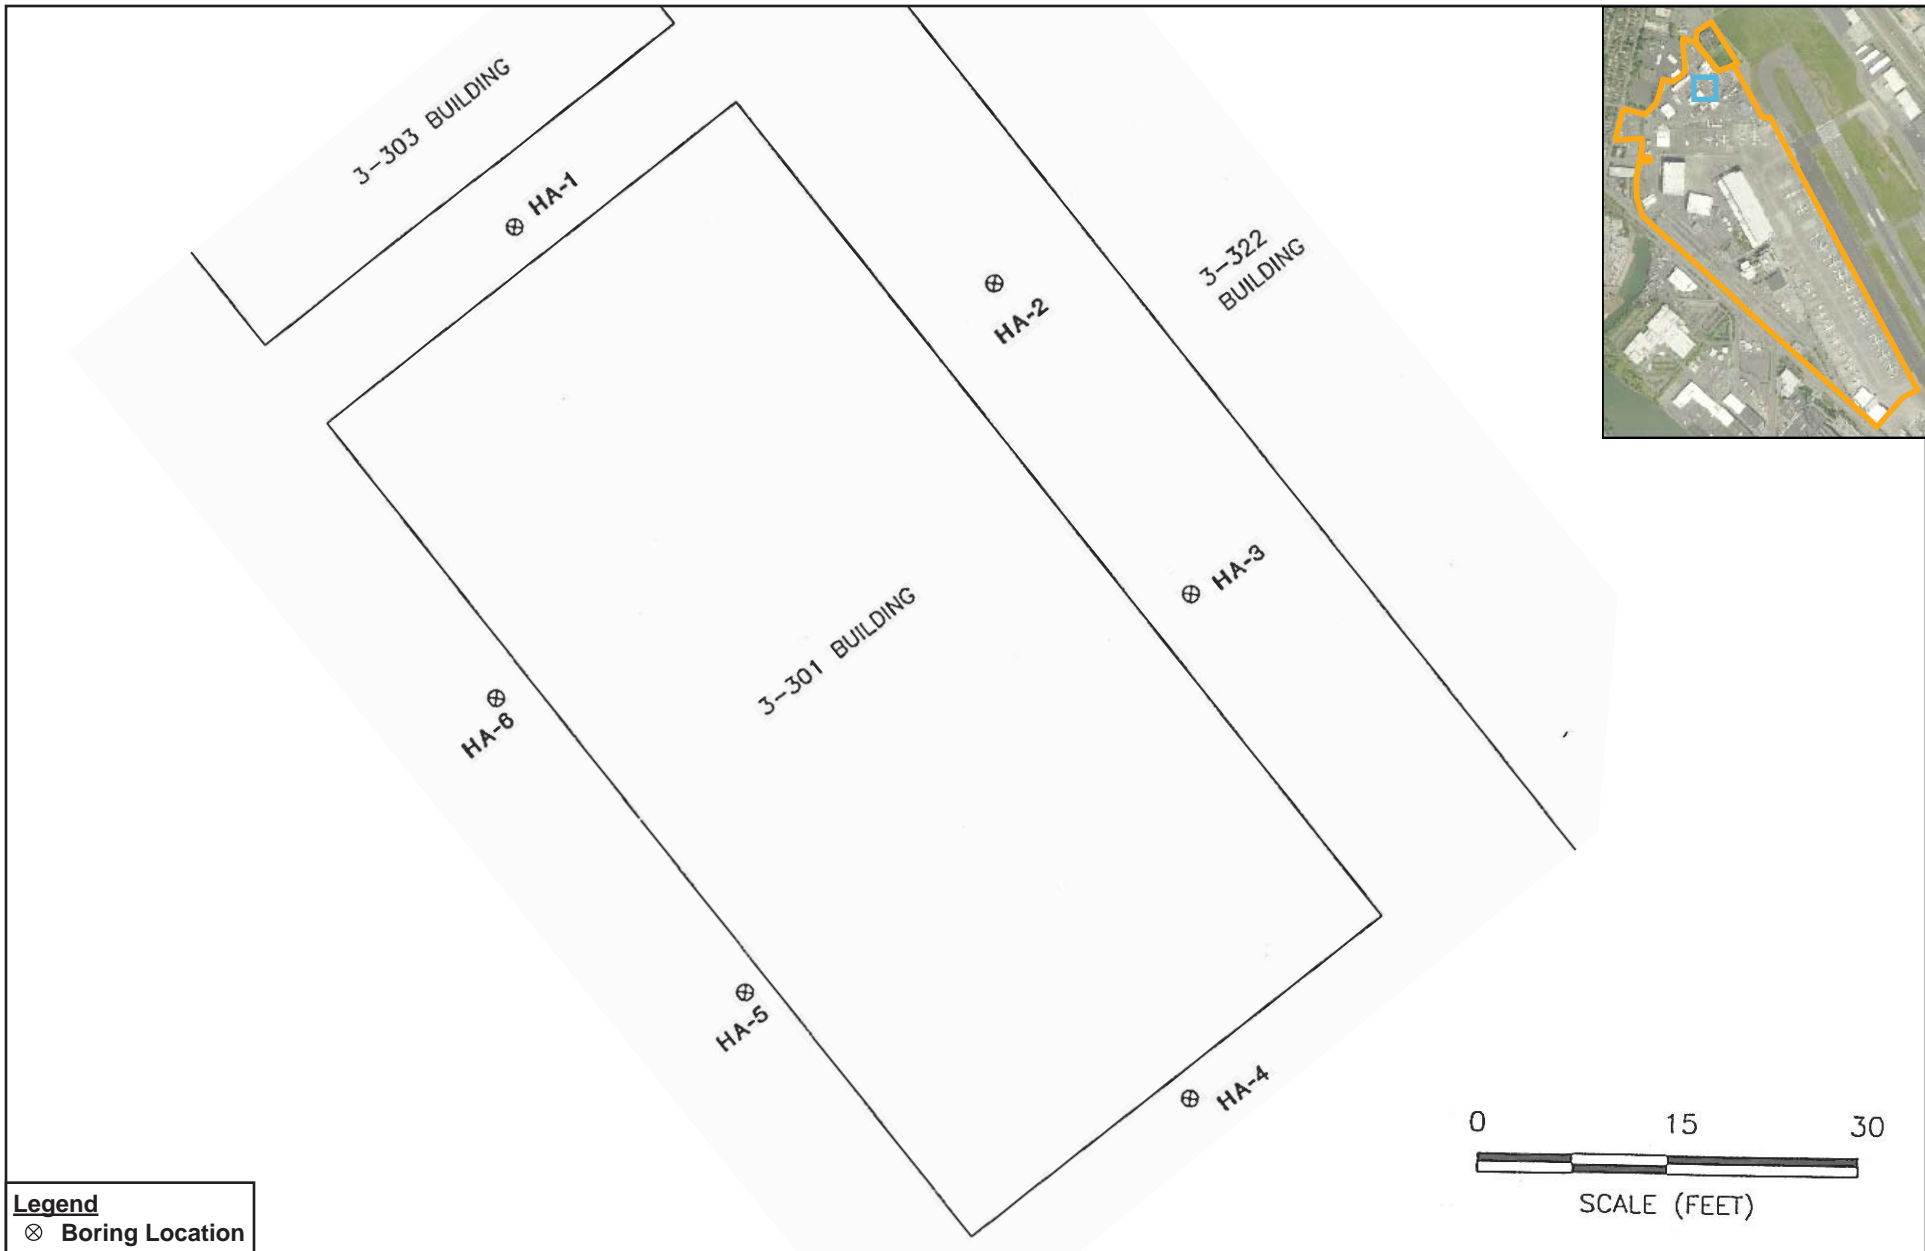 3-303 BUILDING
HA-1
3-322
BUILDING
HA-2
HA-3
3-301 BUILDING
HA-6
HA-5
HA-4
0 15 30
SCALE (FEET)
Legend
⊗ Boring Location